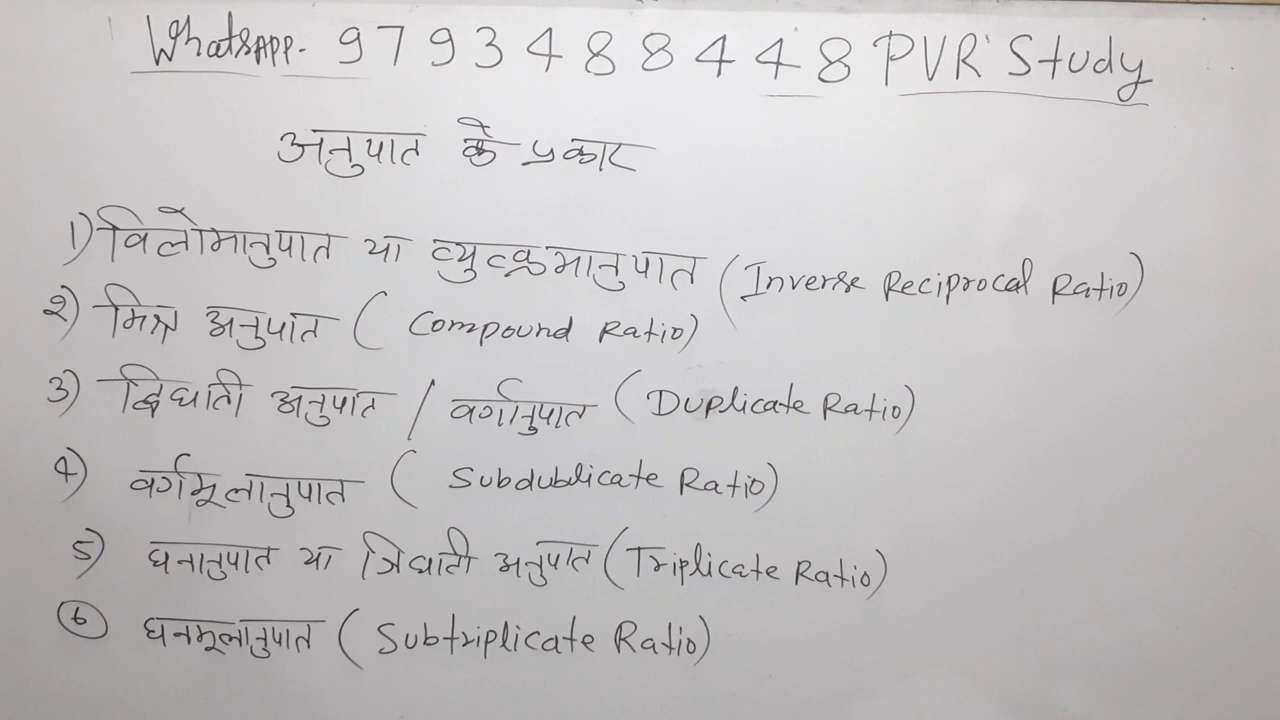 WhatsAPP. 9793488448 PVR Study
अनुपात के प्रकार
1) विलोमानुपात या व्युत्क्रमानुपात (Inverse Reciprocal Ratio)
2) मिश्र अनुपात ( Compound Ratio)
3) द्विघाती अनुपात / वर्गानुपात ( Duplicate Ratio)
4) वर्गमूलानुपात ( Subdublicate Ratio)
5) घनानुपात या त्रिघाती अनुपात (Triplicate Ratio)
6 घनमूलानुपात ( Subtriplicate Ratio)